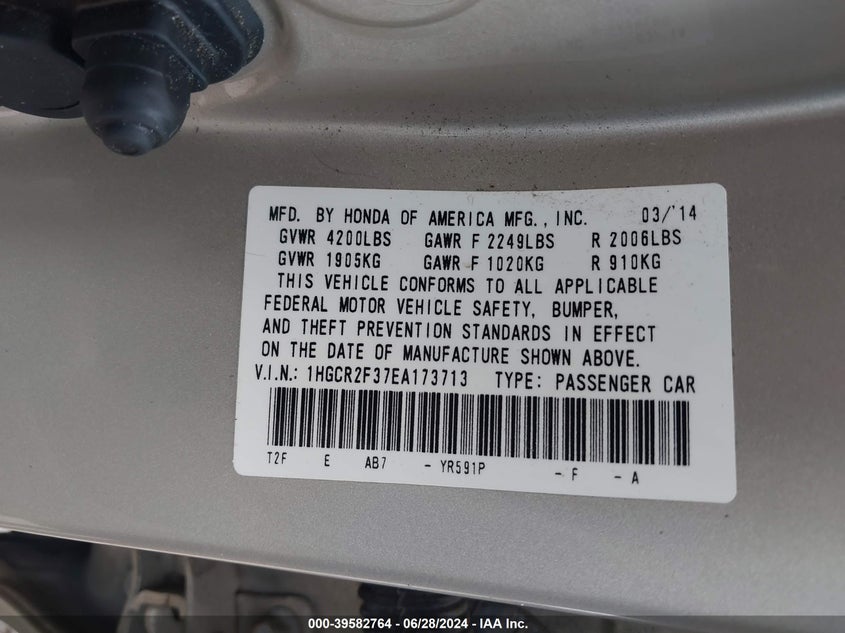 MFD. BY HONDA OF AMERICA MFG., INC. 03/'14
GVWR 4200LBS GAWR F 2249LBS R 2006LBS
GVWR 1905KG GAWR F 1020KG R 910KG
THIS VEHICLE CONFORMS TO ALL APPLICABLE
FEDERAL MOTOR VEHICLE SAFETY, BUMPER,
AND THEFT PREVENTION STANDARDS IN EFFECT
ON THE DATE OF MANUFACTURE SHOWN ABOVE.
V.I.N.: 1HGCR2F37EA173713 TYPE: PASSENGER CAR
T2F E AB7 - YR591P - F - A
000-39582764 - 06/28/2024 - IAA Inc.